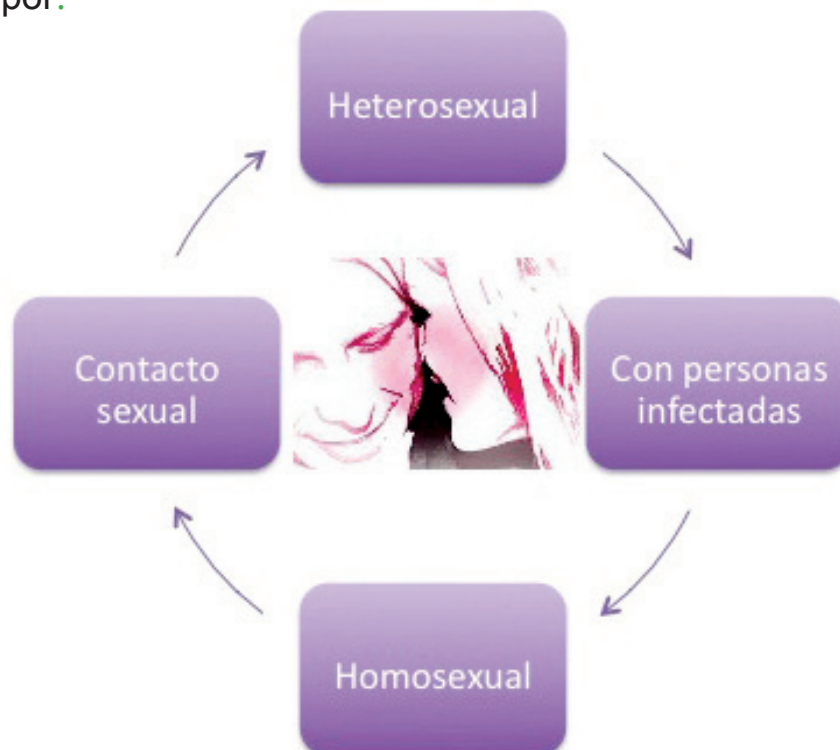 por:
Heterosexual
Contacto
sexual
Con personas
infectadas
Homosexual